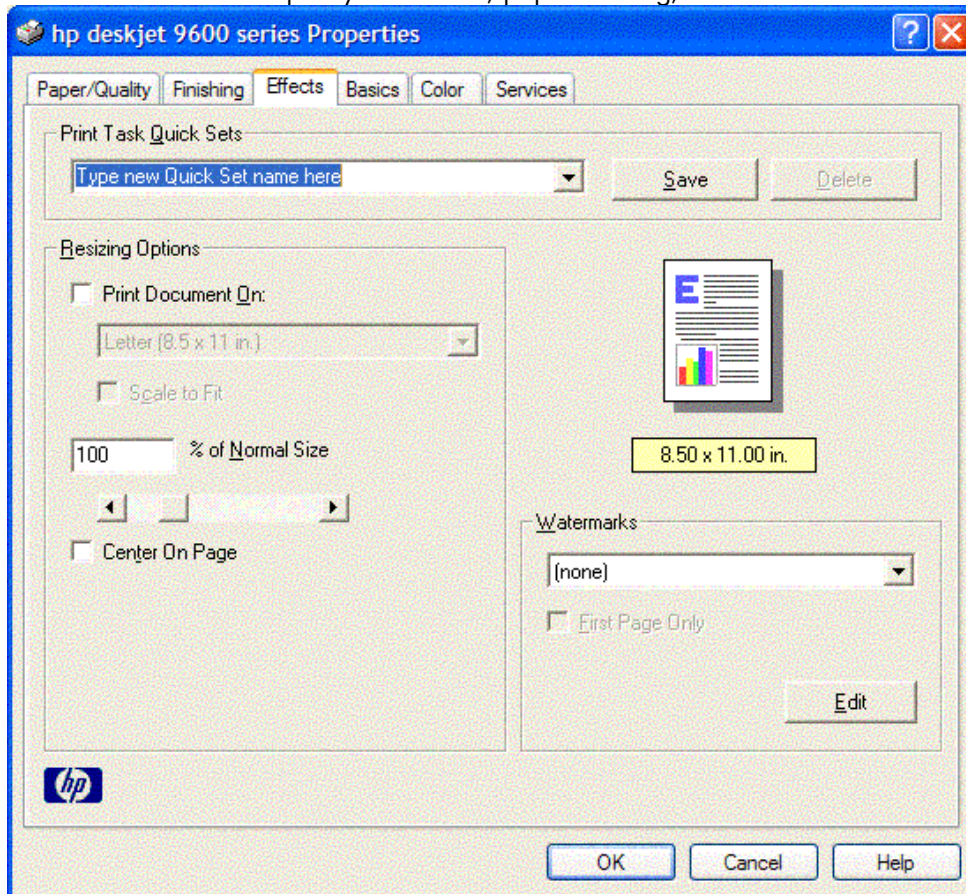 hp deskjet 9600 series Properties
Paper/Quality Finishing Effects Basics Color Services
Print Task Quick Sets
Type new Quick Set name here
Save Delete
Resizing Options
Print Document On:
Letter (8.5 x 11 in.)
Scale to Fit
100 % of Normal Size
Center On Page
E
8.50 x 11.00 in.
Watermarks
(none)
First Page Only
Edit
hp
OK Cancel Help